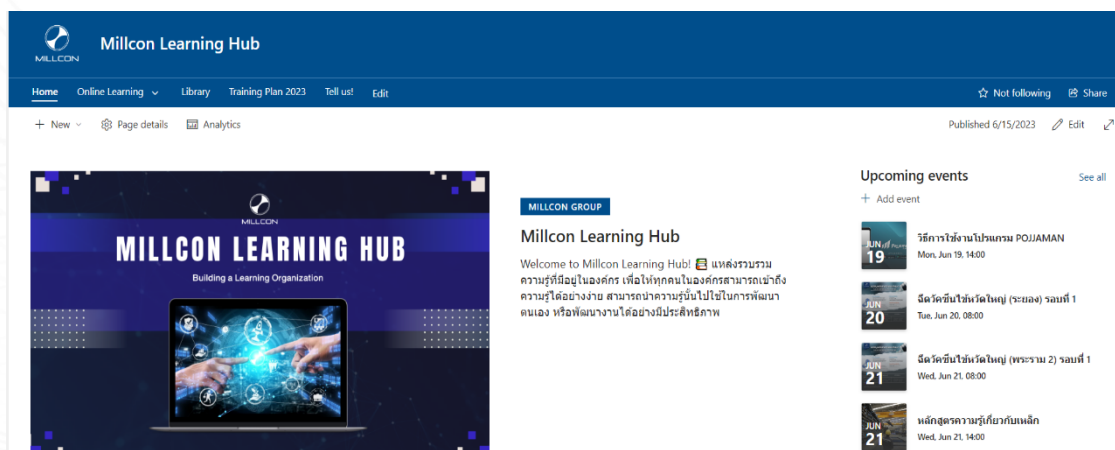 MILLCON
Millcon Learning Hub
Home
Online Learning
Library
Training Plan 2023
Tell us!
Edit
Not following
Share
New
Page details
Analytics
Published 6/15/2023
Edit
MILLCON
MILLCON LEARNING HUB
Building a Learning Organization
MILLCON GROUP
Millcon Learning Hub
Welcome to Millcon Learning Hub! 📚 แหล่งรวบรวม
ความรู้ที่มีอยู่ในองค์กร เพื่อให้ทุกคนในองค์กรสามารถเข้าถึง
ความรู้ได้อย่างง่าย สามารถนำความรู้นั้นไปใช้ในการพัฒนา
ตนเอง หรือพัฒนางานได้อย่างมีประสิทธิภาพ
Upcoming events
See all
Add event
JUN
19
วิธีการใช้งานโปรแกรม POJJAMAN
Mon, Jun 19, 14:00
JUN
20
ฉีดวัคซีนไข้หวัดใหญ่ (ระยอง) รอบที่ 1
Tue, Jun 20, 08:00
JUN
21
ฉีดวัคซีนไข้หวัดใหญ่ (พระราม 2) รอบที่ 1
Wed, Jun 21, 08:00
JUN
21
หลักสูตรความรู้เกี่ยวกับเหล็ก
Wed, Jun 21, 14:00